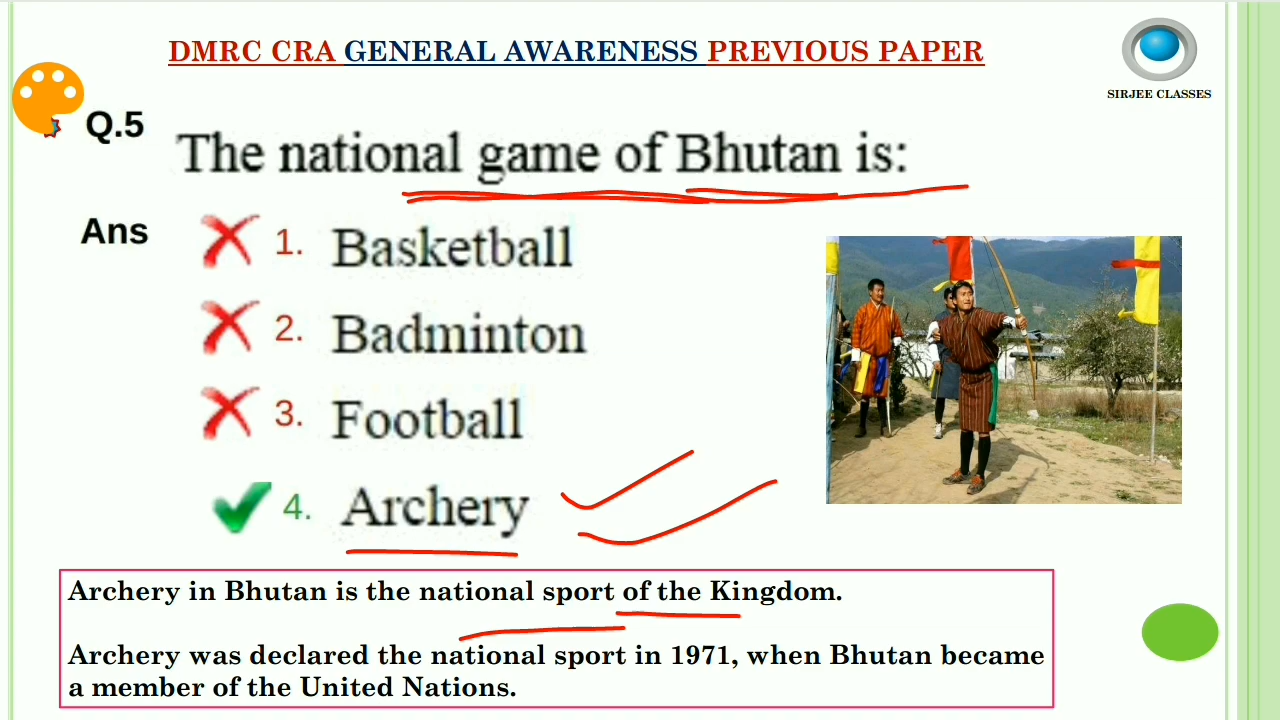 DMRC CRA GENERAL AWARENESS PREVIOUS PAPER
SIRJEE CLASSES
Q.5 The national game of Bhutan is:
Ans 1. Basketball
2. Badminton
3. Football
4. Archery
Archery in Bhutan is the national sport of the Kingdom.
Archery was declared the national sport in 1971, when Bhutan became
a member of the United Nations.